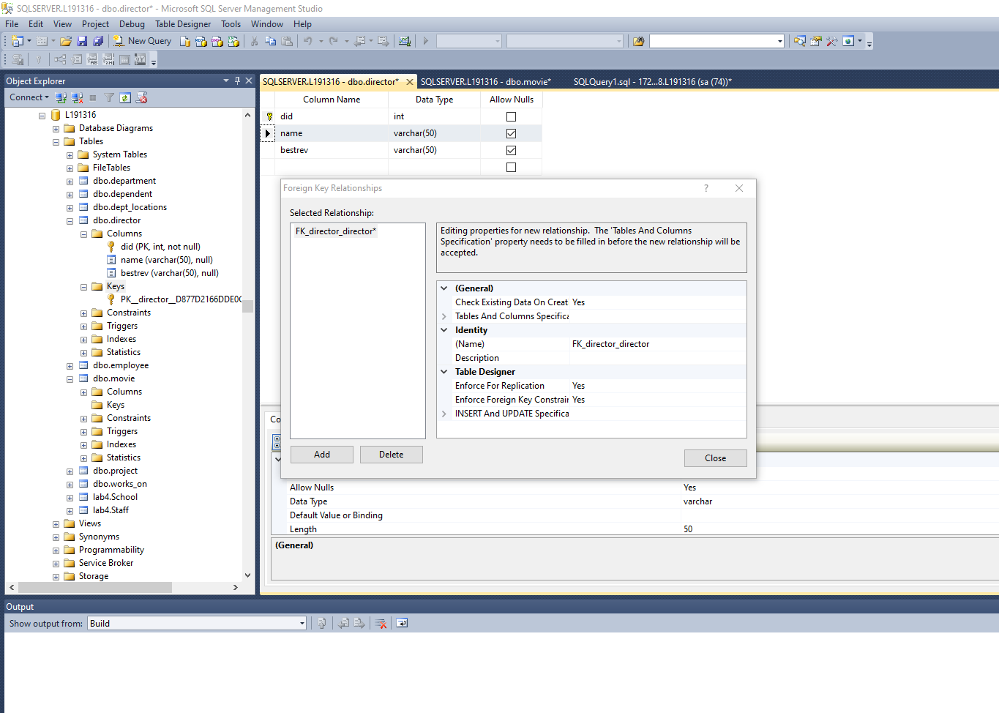 SQLSERVER.L191316 - dbo.director* - Microsoft SQL Server Management Studio
File Edit View Project Debug Table Designer Tools Window Help
New Query
Object Explorer
Connect
L191316
Database Diagrams
Tables
System Tables
FileTables
dbo.department
dbo.dependent
dbo.dept_locations
dbo.director
Columns
did (PK, int, not null)
name (varchar(50), null)
bestrev (varchar(50), null)
Keys
PK__director__D877D2166DDE0C
Constraints
Triggers
Indexes
Statistics
dbo.employee
dbo.movie
Columns
Keys
Constraints
Triggers
Indexes
Statistics
dbo.project
dbo.works_on
lab4.School
lab4.Staff
Views
Synonyms
Programmability
Service Broker
Storage
SQLSERVER.L191316 - dbo.director* SQLSERVER.L191316 - dbo.movie* SQLQuery1.sql - 172...8.L191316 (sa (74))*
Column Name Data Type Allow Nulls
did int
name varchar(50)
bestrev varchar(50)
Foreign Key Relationships ?
Selected Relationship:
FK_director_director*
Editing properties for new relationship. The 'Tables And Columns
Specification' property needs to be filled in before the new relationship will be
accepted.
(General)
Check Existing Data On Creat Yes
Tables And Columns Specifica
Identity
(Name) FK_director_director
Description
Table Designer
Enforce For Replication Yes
Enforce Foreign Key Constrair Yes
INSERT And UPDATE Specifica
Add Delete Close
Co
Allow Nulls Yes
Data Type varchar
Default Value or Binding
Length 50
(General)
Output
Show output from: Build